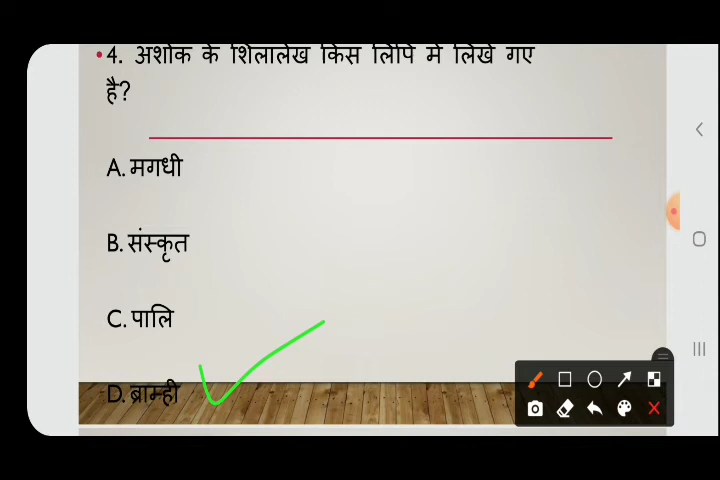 •4. अशोक के शिलालेख किस लिपि में लिखे गए
है?
A. मगधी
B. संस्कृत
C. पालि
D. ब्राम्ही